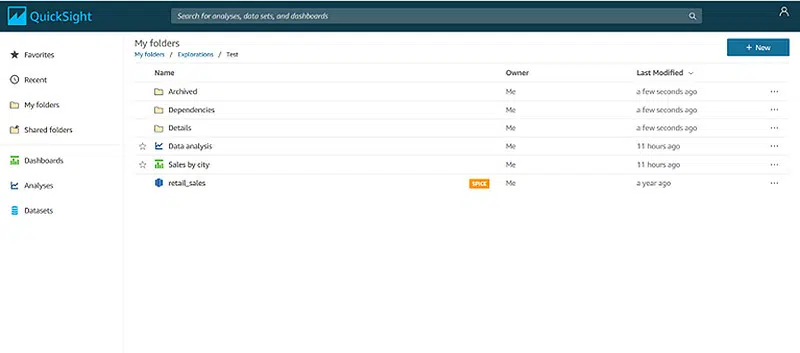 QuickSight
Search for analyses, data sets, and dashboards
Favorites
Recent
My folders
Shared folders
Dashboards
Analyses
Datasets
My folders
My folders / Explorations / Test
+ New
Name Owner Last Modified
Archived Me a few seconds ago ...
Dependencies Me a few seconds ago ...
Details Me a few seconds ago ...
Data analysis Me 11 hours ago ...
Sales by city Me 11 hours ago ...
retail_sales SPICE Me a year ago ...